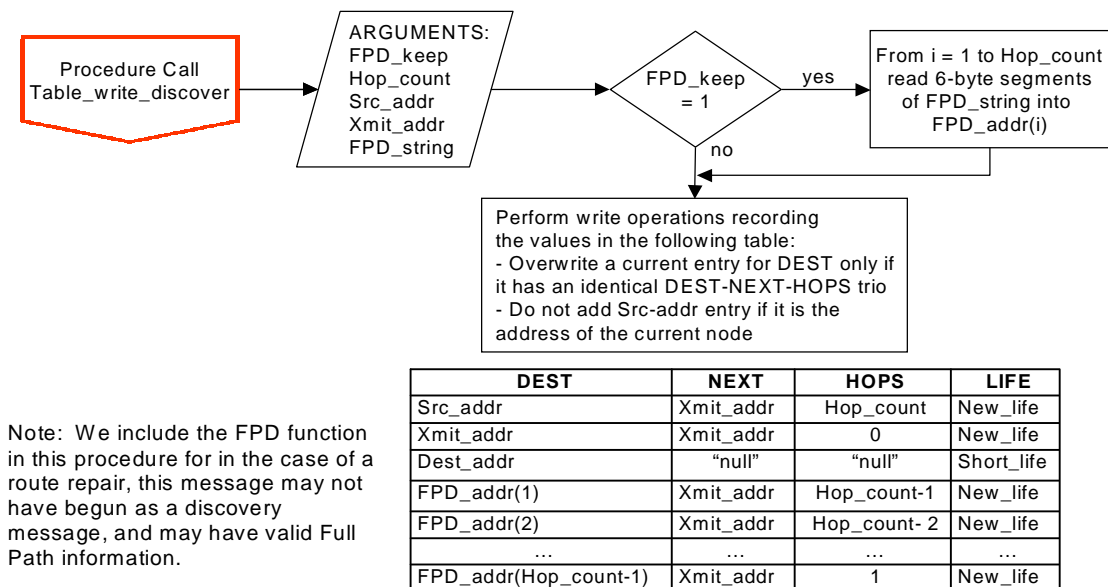 Procedure Call
Table_write_discover
ARGUMENTS:
FPD_keep
Hop_count
Src_addr
Xmit_addr
FPD_string
FPD_keep
= 1
yes
no
From i = 1 to Hop_count
read 6-byte segments
of FPD_string into
FPD_addr(i)
Perform write operations recording
the values in the following table:
- Overwrite a current entry for DEST only if
it has an identical DEST-NEXT-HOPS trio
- Do not add Src-addr entry if it is the
address of the current node
DEST NEXT HOPS LIFE
Src_addr Xmit_addr Hop_count New_life
Xmit_addr Xmit_addr 0 New_life
Dest_addr “null” “null” Short_life
FPD_addr(1) Xmit_addr Hop_count-1 New_life
FPD_addr(2) Xmit_addr Hop_count- 2 New_life
... ... ... ...
FPD_addr(Hop_count-1) Xmit_addr 1 New_life
Note: We include the FPD function
in this procedure for in the case of a
route repair, this message may not
have begun as a discovery
message, and may have valid Full
Path information.